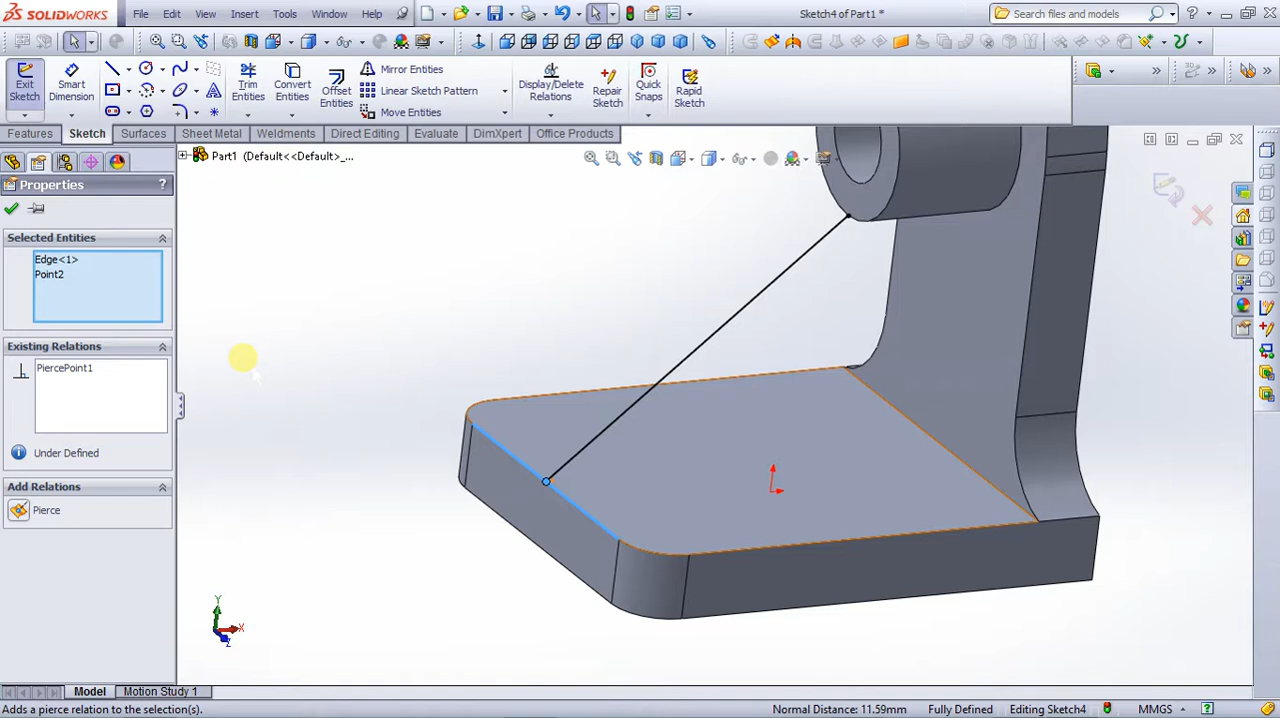 SOLIDWORKS
File
Edit
View
Insert
Tools
Window
Help
Sketch4 of Part1 *
Search files and models
Exit Sketch
Smart Dimension
Trim Entities
Convert Entities
Offset Entities
Mirror Entities
Linear Sketch Pattern
Move Entities
Display/Delete Relations
Repair Sketch
Quick Snaps
Rapid Sketch
Features
Sketch
Surfaces
Sheet Metal
Weldments
Direct Editing
Evaluate
DimXpert
Office Products
Part1 (Default<<Default>_...
Properties
?
Selected Entities
Edge<1>
Point2
Existing Relations
PiercePoint1
Under Defined
Add Relations
Pierce
Y
X
Z
Model
Motion Study 1
Adds a pierce relation to the selection(s).
Normal Distance: 11.59mm
Fully Defined
Editing Sketch4
MMGS
?